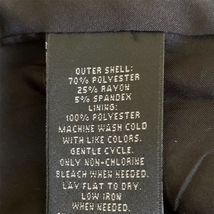 OUTER SHELL:
70% POLYESTER
25% RAYON
5% SPANDEX
LINING:
100% POLYESTER
MACHINE WASH COLD
WITH LIKE COLORS.
GENTLE CYCLE.
ONLY NON-CHLORINE
BLEACH WHEN NEEDED.
LAY FLAT TO DRY.
LOW IRON
WHEN NEEDED.